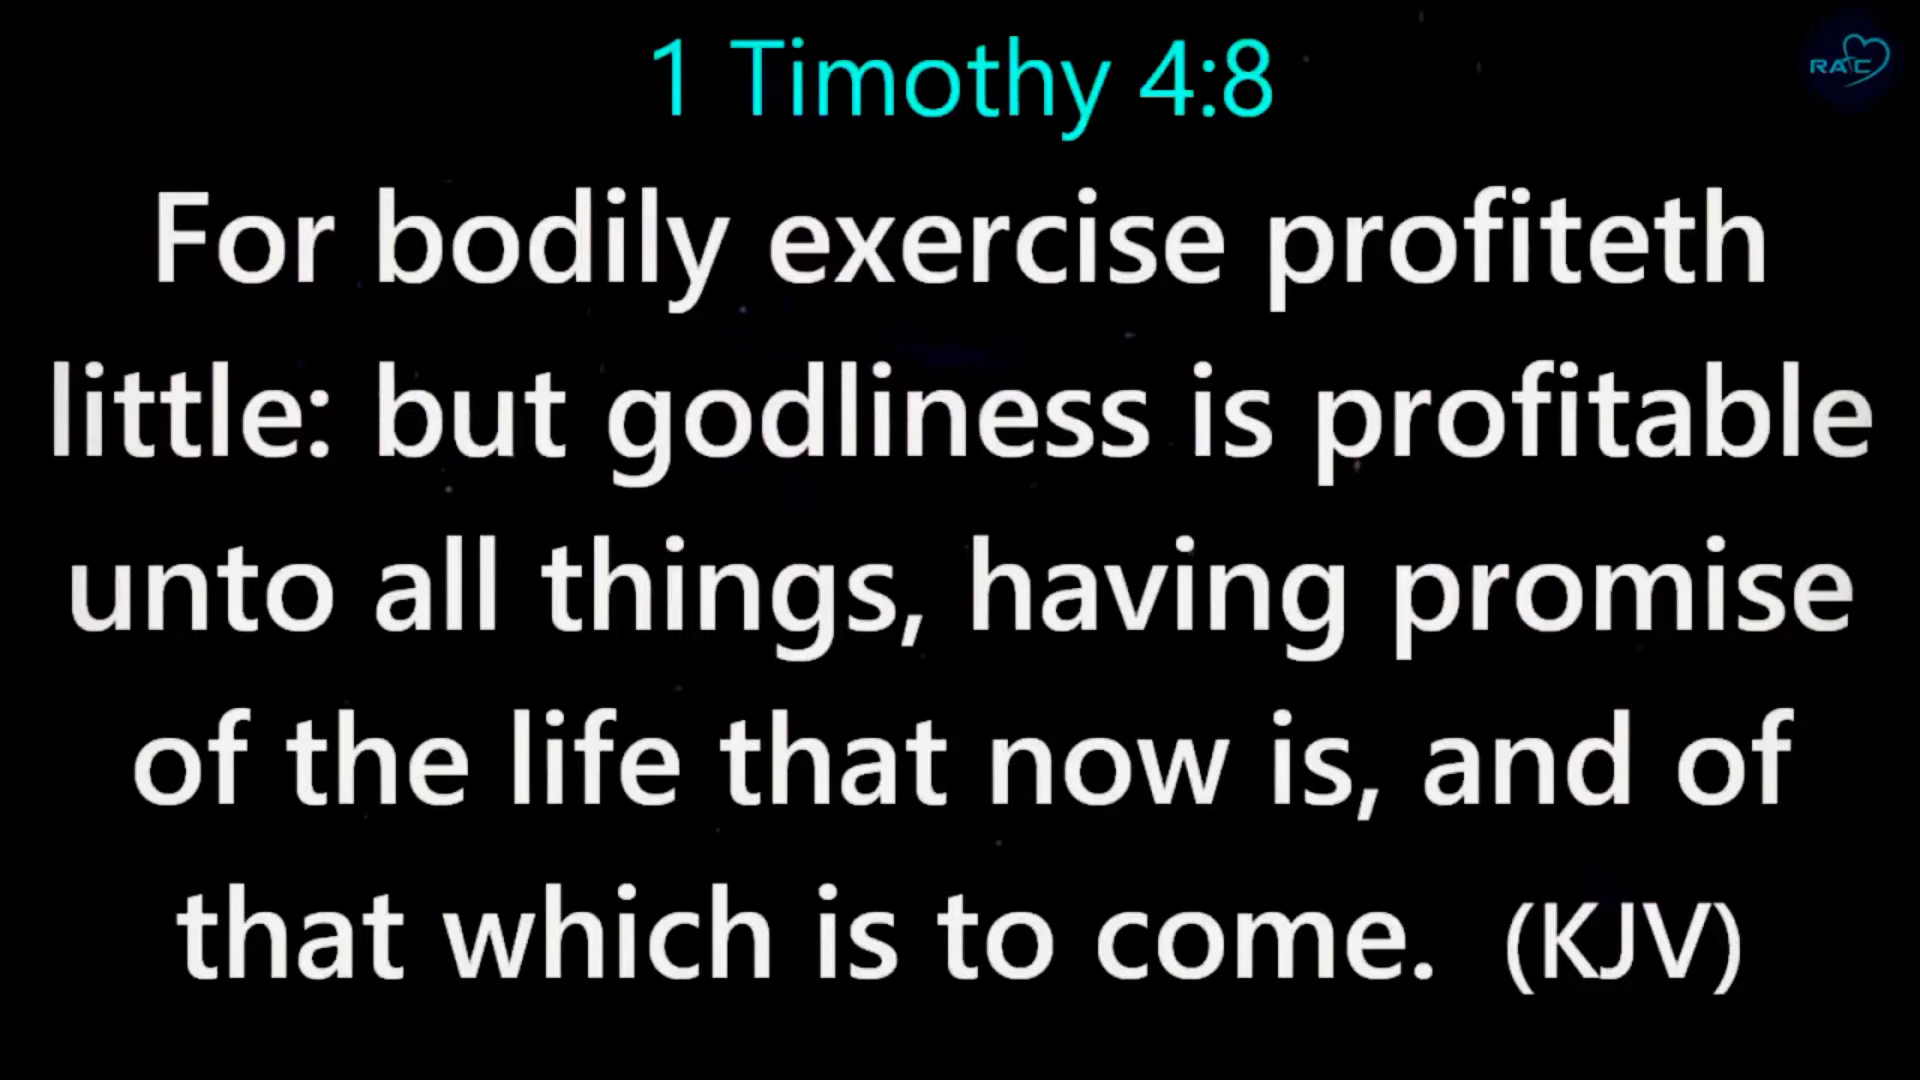 1 Timothy 4:8
RAC
For bodily exercise profiteth
little: but godliness is profitable
unto all things, having promise
of the life that now is, and of
that which is to come. (KJV)